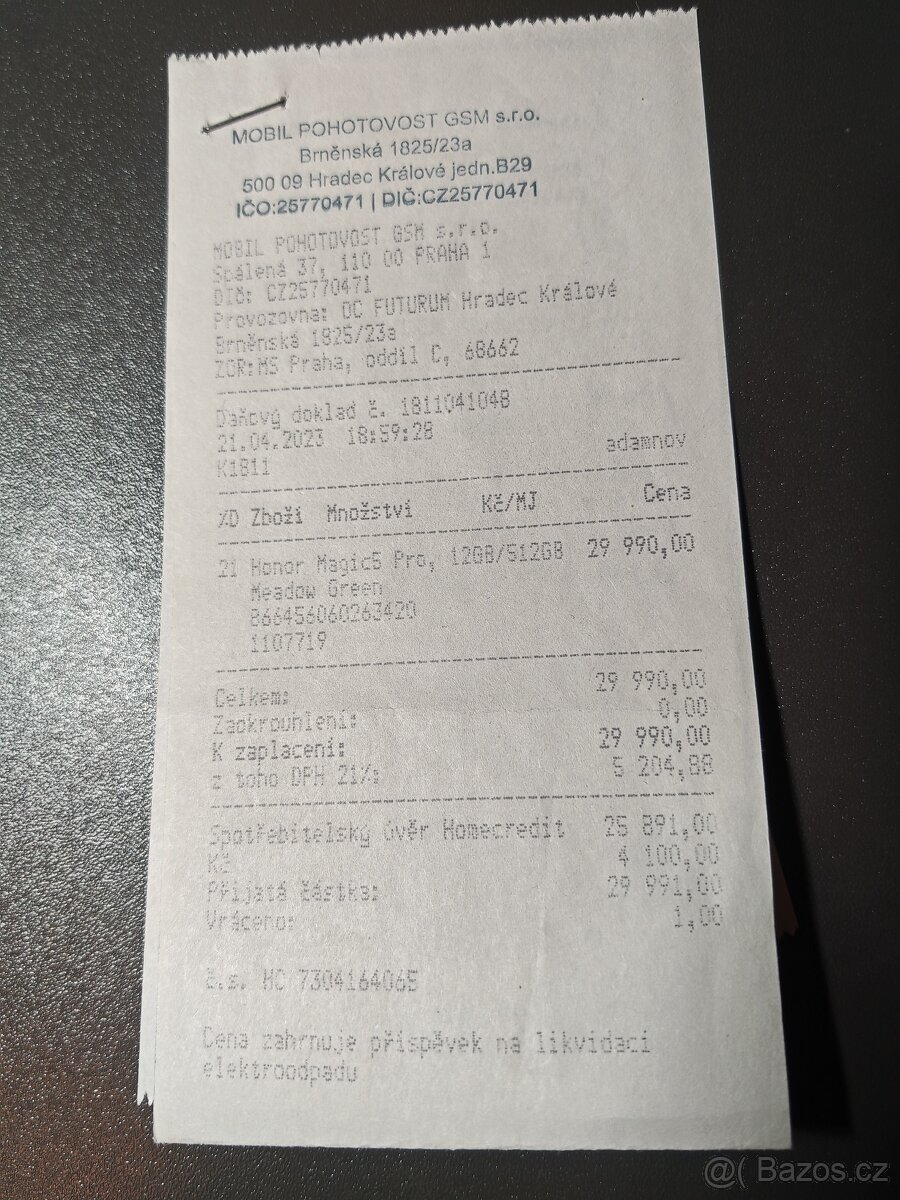 MOBIL POHOTOVOST GSM s.r.o.
Brněnská 1825/23a
500 09 Hradec Králové jedn.B29
IČO:25770471 | DIČ:CZ25770471
MOBIL POHOTOVOST GSM s.r.o.
Scálená 37, 110 00 PRAHA 1
DIČ: CZ25770471
Provozovna: OC FUTURUM Hradec Králové
Brněnská 1825/23a
ZOR:MS Praha, oddíl C, 68662
Daňový doklad č. 1811041048
21.04.2023 18:59:28
K1811 adamnov
%D Zboží Množství Kč/MJ Cena
21 Honor Magic5 Pro, 12GB/512GB 29 990,00
Meadow Green
866456060263420
1107719
Celkem: 29 990,00
Zaokrouhlení: 0,00
K zaplacení: 29 990,00
z toho DPH 21%: 5 204,88
Spotřebitelský úvěr Homecredit 25 891,00
Kč 4 100,00
Přijatá částka: 29 991,00
Vráceno: 1,00
č.s. HC 7304164065
Cena zahrnuje příspěvek na likvidaci
elektroodpadu
@( Bazos.cz